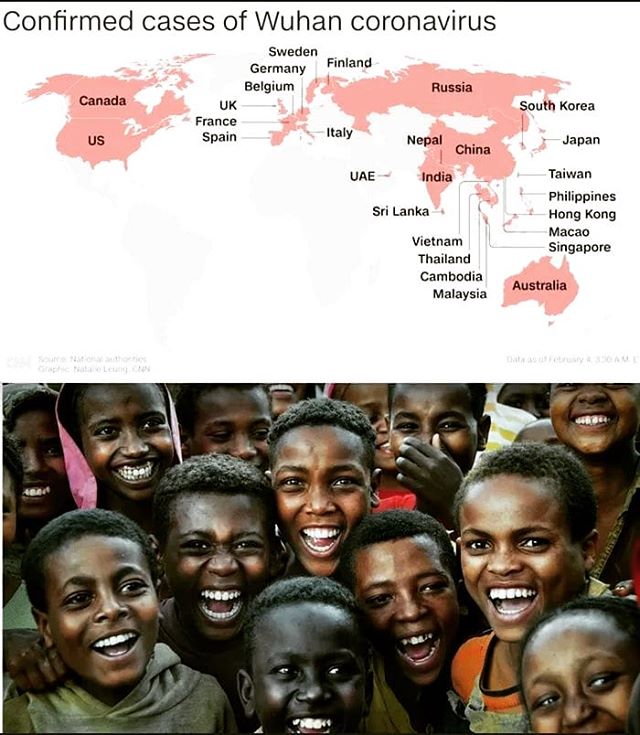 Confirmed cases of Wuhan coronavirus
Sweden
Finland
Germany
Belgium
Russia
Canada
South Korea
UK
France
US
Spain
Italy
Nepal
Japan
China
UAE
India
Taiwan
Philippines
Sri Lanka
Hong Kong
Macao
Vietnam
Singapore
Thailand
Cambodia
Australia
Malaysia
Source: National authorities
Graphic: Natalie Leung, CNN
Data as of February 4, 3:30 A.M. E